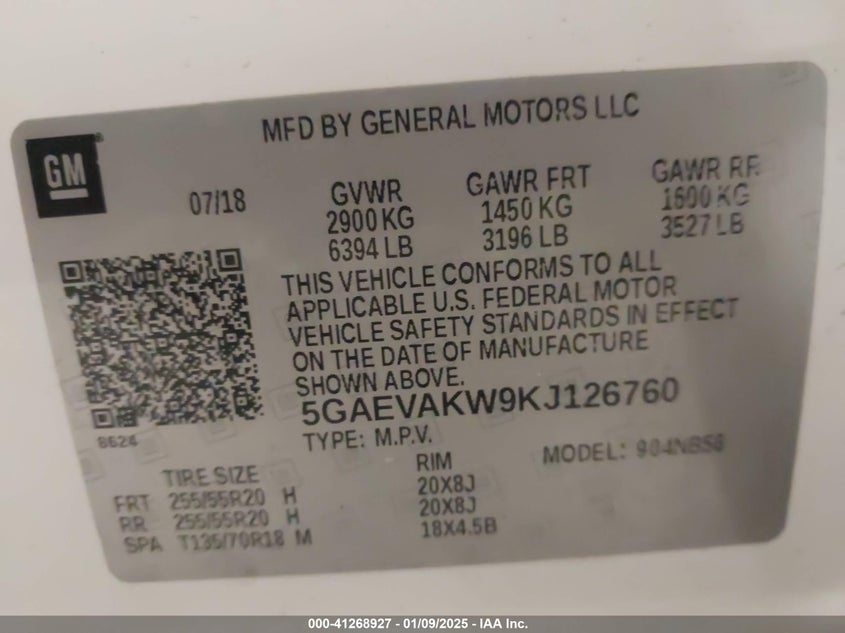 MFD BY GENERAL MOTORS LLC
GM
®
07/18
GVWR
2900 KG
6394 LB
GAWR FRT
1450 KG
3196 LB
GAWR RR
1600 KG
3527 LB
THIS VEHICLE CONFORMS TO ALL
APPLICABLE U.S. FEDERAL MOTOR
VEHICLE SAFETY STANDARDS IN EFFECT
ON THE DATE OF MANUFACTURE
SHOWN ABOVE.
8624
5GAEVAKW9KJ126760
TYPE: M.P.V.
MODEL:
TIRE SIZE
RIM
FRT 255/55R20 H 20X8J
RR 255/55R20 H 20X8J
SPA T135/70R18 M 18X4.5B
000-41268927 - 01/09/2025 - IAA Inc.